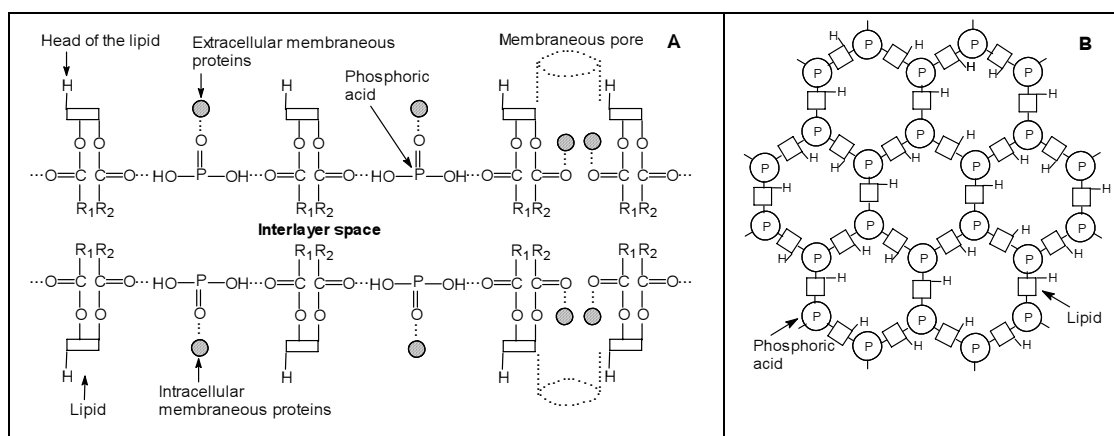 A
Head of the lipid
Extracellular membraneous
proteins
Membraneous pore
Phosphoric
acid
H H H H
O O O O O O O O O O
···O=C C=O···HO–P–OH···O=C C=O···HO–P–OH···O=C C=O O=C C=O···
R1R2 R1R2 R1R2 R1R2
Interlayer space
R1R2 R1R2 R1R2 R1R2
···O=C C=O···HO–P–OH···O=C C=O···HO–P–OH···O=C C=O O=C C=O···
O O O O O O O O O O
H H H H
Lipid
Intracellular
membraneous proteins
B
H H
P P
H H H
P P P
H H H
P P P
H H H H
P P P P
H H H H
P P P P
H H H H
P P P
H H H
P P P
H H H
P P
Lipid
Phosphoric
acid